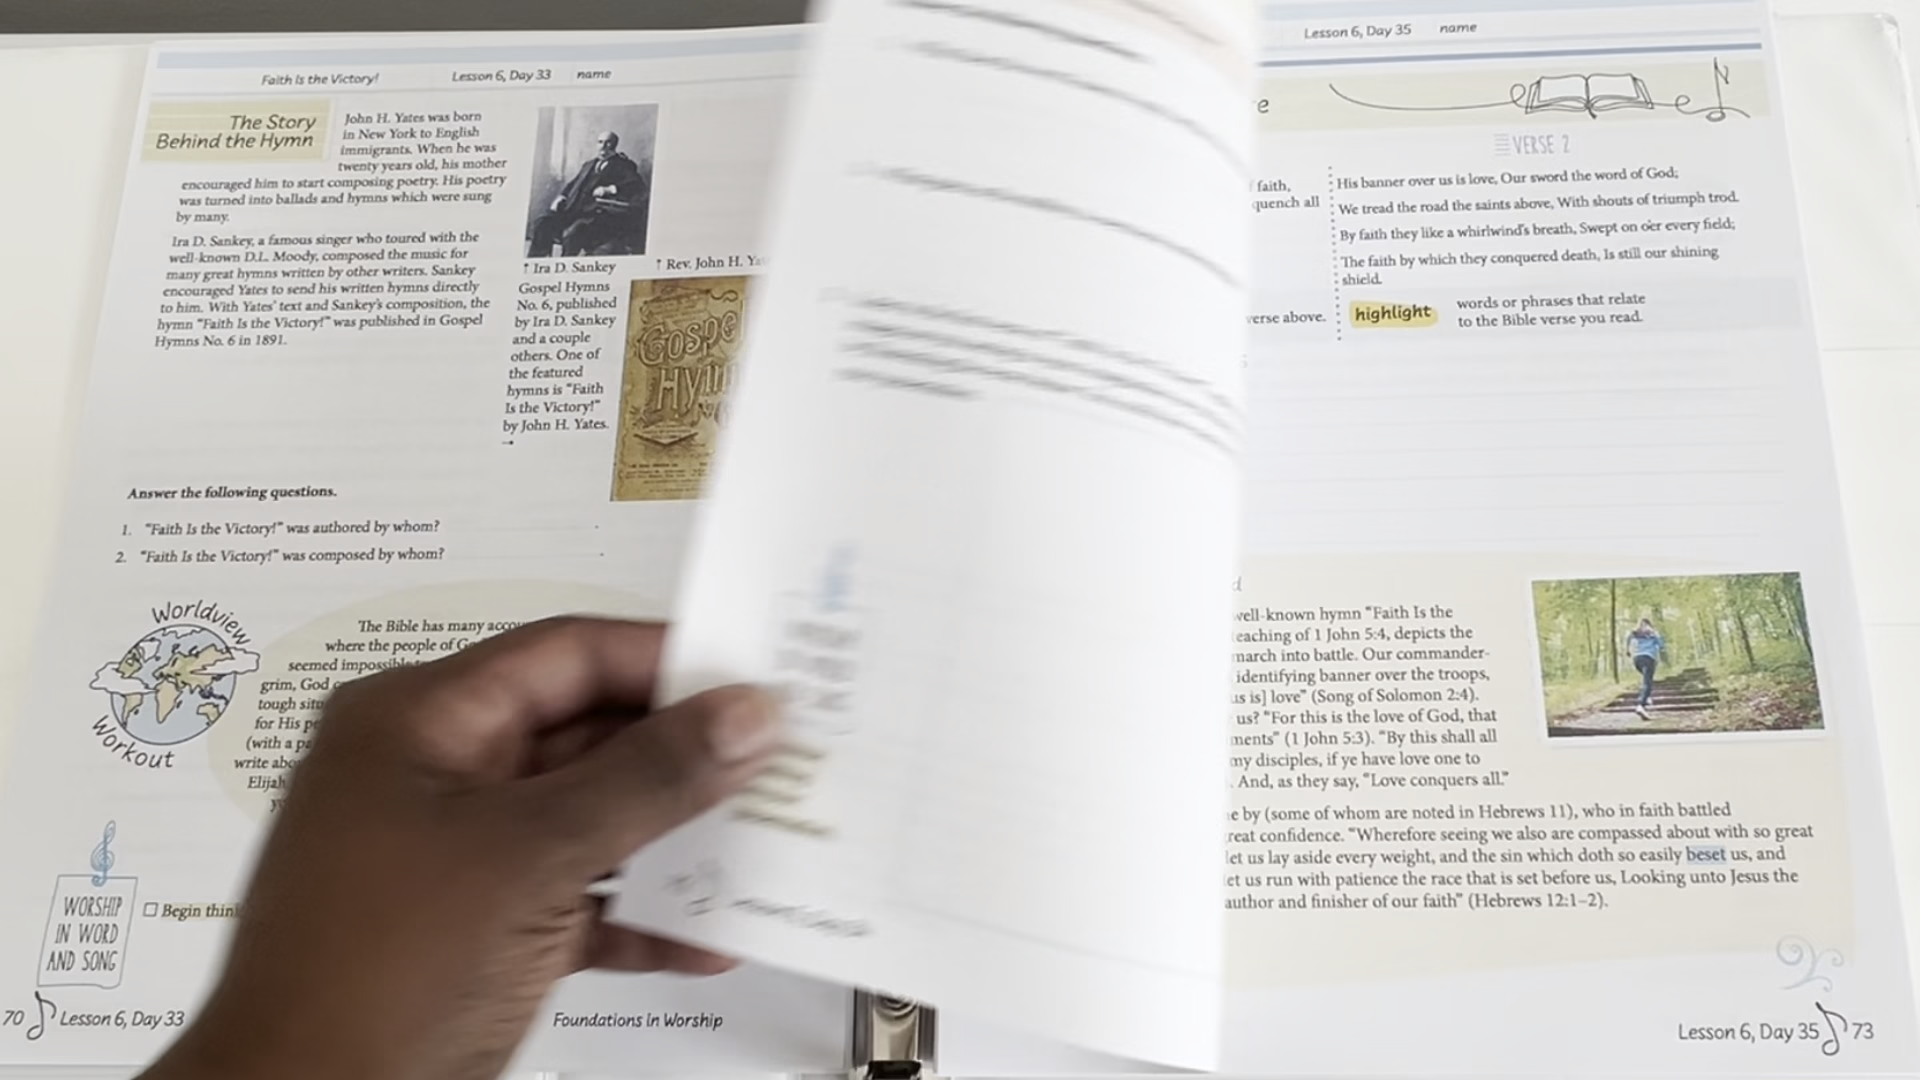 Faith Is the Victory! Lesson 6, Day 33 name
The Story
Behind the Hymn
John H. Yates was born
in New York to English
immigrants. When he was
twenty years old, his mother
encouraged him to start composing poetry. His poetry
was turned into ballads and hymns which were sung
by many.
Ira D. Sankey, a famous singer who toured with the
well-known D.L. Moody, composed the music for
many great hymns written by other writers. Sankey
encouraged Yates to send his written hymns directly
to him. With Yates' text and Sankey's composition, the
hymn "Faith Is the Victory!" was published in Gospel
Hymns No. 6 in 1891.
↑ Ira D. Sankey
↑ Rev. John H.
Gospel Hymns
No. 6, published
by Ira D. Sankey
and a couple
others. One of
the featured
hymns is "Faith
Is the Victory!"
by John H. Yates.
→
Answer the following questions.
1. "Faith Is the Victory!" was authored by whom?
2. "Faith Is the Victory!" was composed by whom?
Worldview
Workout
The Bible has many
where the people of
seemed
grim, God
tough
for His
(with a
write
Elijah
WORSHIP
IN WORD
AND SONG
☐ Begin
70 Lesson 6, Day 33
Foundations in Worship
Lesson 6, Day 35 name
VERSE 2
faith,
quench all
His banner over us is love, Our sword the word of God;
We tread the road the saints above, With shouts of triumph trod.
By faith they like a whirlwind's breath, Swept on o'er every field;
The faith by which they conquered death, Is still our shining
shield.
verse above.
highlight words or phrases that relate
to the Bible verse you read.
well-known hymn "Faith Is the
teaching of 1 John 5:4, depicts the
march into battle. Our commander-
identifying banner over the troops,
us is] love" (Song of Solomon 2:4).
us? "For this is the love of God, that
(1 John 5:3). "By this shall all
my disciples, if ye have love one to
And, as they say, "Love conquers all."
by (some of whom are noted in Hebrews 11), who in faith battled
great confidence. "Wherefore seeing we also are compassed about with so great
let us lay aside every weight, and the sin which doth so easily beset us, and
let us run with patience the race that is set before us, Looking unto Jesus the
author and finisher of our faith" (Hebrews 12:1–2).
Lesson 6, Day 35 73